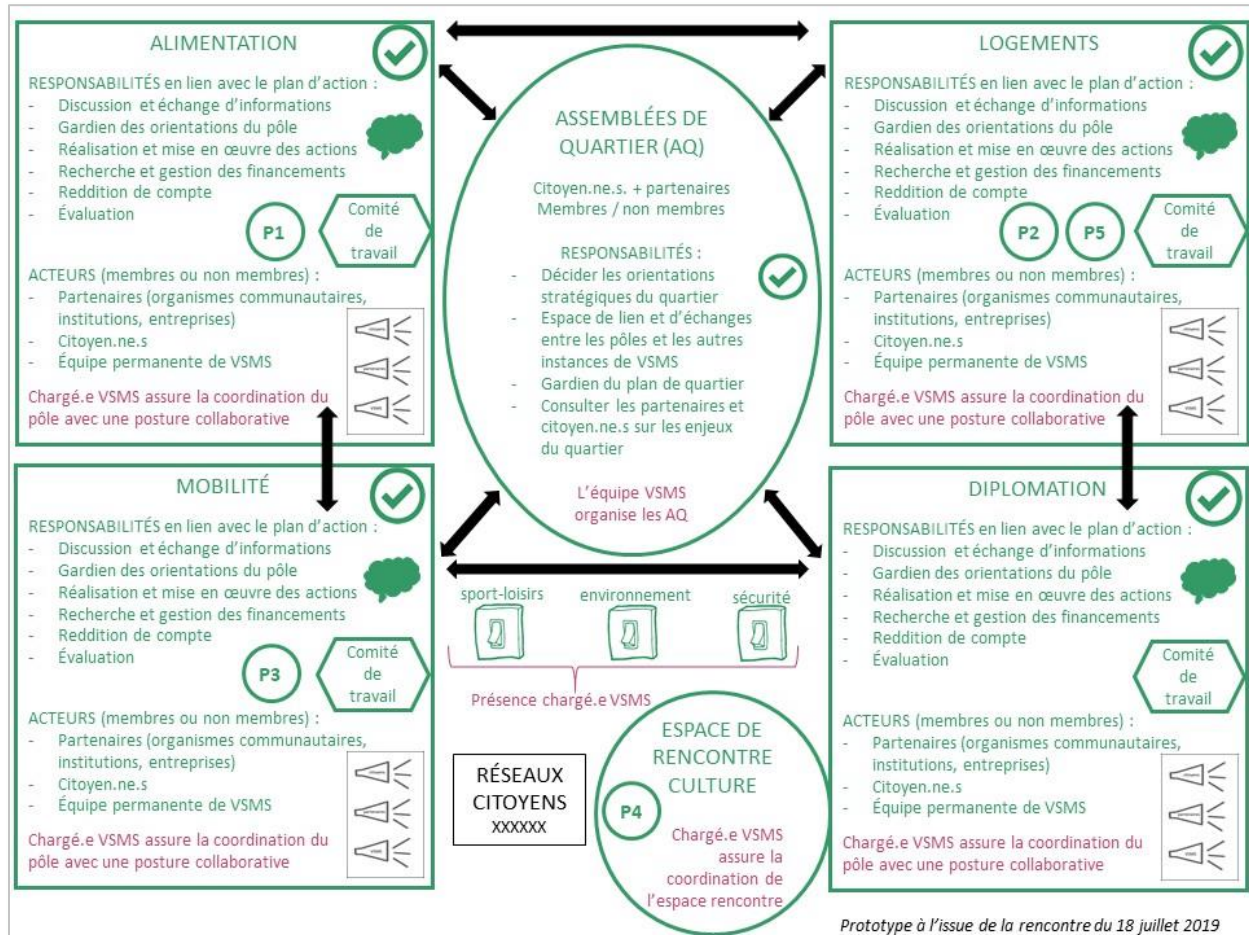 ALIMENTATION
RESPONSABILITÉS en lien avec le plan d'action :
- Discussion et échange d'informations
- Gardien des orientations du pôle
- Réalisation et mise en œuvre des actions
- Recherche et gestion des financements
- Reddition de compte
- Évaluation
P1
Comité
de
travail
ACTEURS (membres ou non membres) :
- Partenaires (organismes communautaires,
institutions, entreprises)
- Citoyen.ne.s
- Équipe permanente de VSMS
Chargé.e VSMS assure la coordination du
pôle avec une posture collaborative
ASSEMBLÉES DE
QUARTIER (AQ)
Citoyen.ne.s. + partenaires
Membres / non membres
RESPONSABILITÉS :
- Décider les orientations
stratégiques du quartier
- Espace de lien et d'échanges
entre les pôles et les autres
instances de VSMS
- Gardien du plan de quartier
- Consulter les partenaires et
citoyen.ne.s sur les enjeux
du quartier
L'équipe VSMS
organise les AQ
LOGEMENTS
RESPONSABILITÉS en lien avec le plan d'action :
- Discussion et échange d'informations
- Gardien des orientations du pôle
- Réalisation et mise en œuvre des actions
- Recherche et gestion des financements
- Reddition de compte
- Évaluation
P2
P5
Comité
de
travail
ACTEURS (membres ou non membres) :
- Partenaires (organismes communautaires,
institutions, entreprises)
- Citoyen.ne.s
- Équipe permanente de VSMS
Chargé.e VSMS assure la coordination du
pôle avec une posture collaborative
MOBILITÉ
RESPONSABILITÉS en lien avec le plan d'action :
- Discussion et échange d'informations
- Gardien des orientations du pôle
- Réalisation et mise en œuvre des actions
- Recherche et gestion des financements
- Reddition de compte
- Évaluation
P3
Comité
de
travail
ACTEURS (membres ou non membres) :
- Partenaires (organismes communautaires,
institutions, entreprises)
- Citoyen.ne.s
- Équipe permanente de VSMS
Chargé.e VSMS assure la coordination du
pôle avec une posture collaborative
sport-loisirs
environnement
sécurité
Présence chargé.e VSMS
RÉSEAUX
CITOYENS
XXXXXX
ESPACE DE
RENCONTRE
CULTURE
P4
Chargé.e VSMS
assure la
coordination de
l'espace rencontre
DIPLOMATION
RESPONSABILITÉS en lien avec le plan d'action :
- Discussion et échange d'informations
- Gardien des orientations du pôle
- Réalisation et mise en œuvre des actions
- Recherche et gestion des financements
- Reddition de compte
- Évaluation
Comité
de
travail
ACTEURS (membres ou non membres) :
- Partenaires (organismes communautaires,
institutions, entreprises)
- Citoyen.ne.s
- Équipe permanente de VSMS
Chargé.e VSMS assure la coordination du
pôle avec une posture collaborative
Prototype à l'issue de la rencontre du 18 juillet 2019